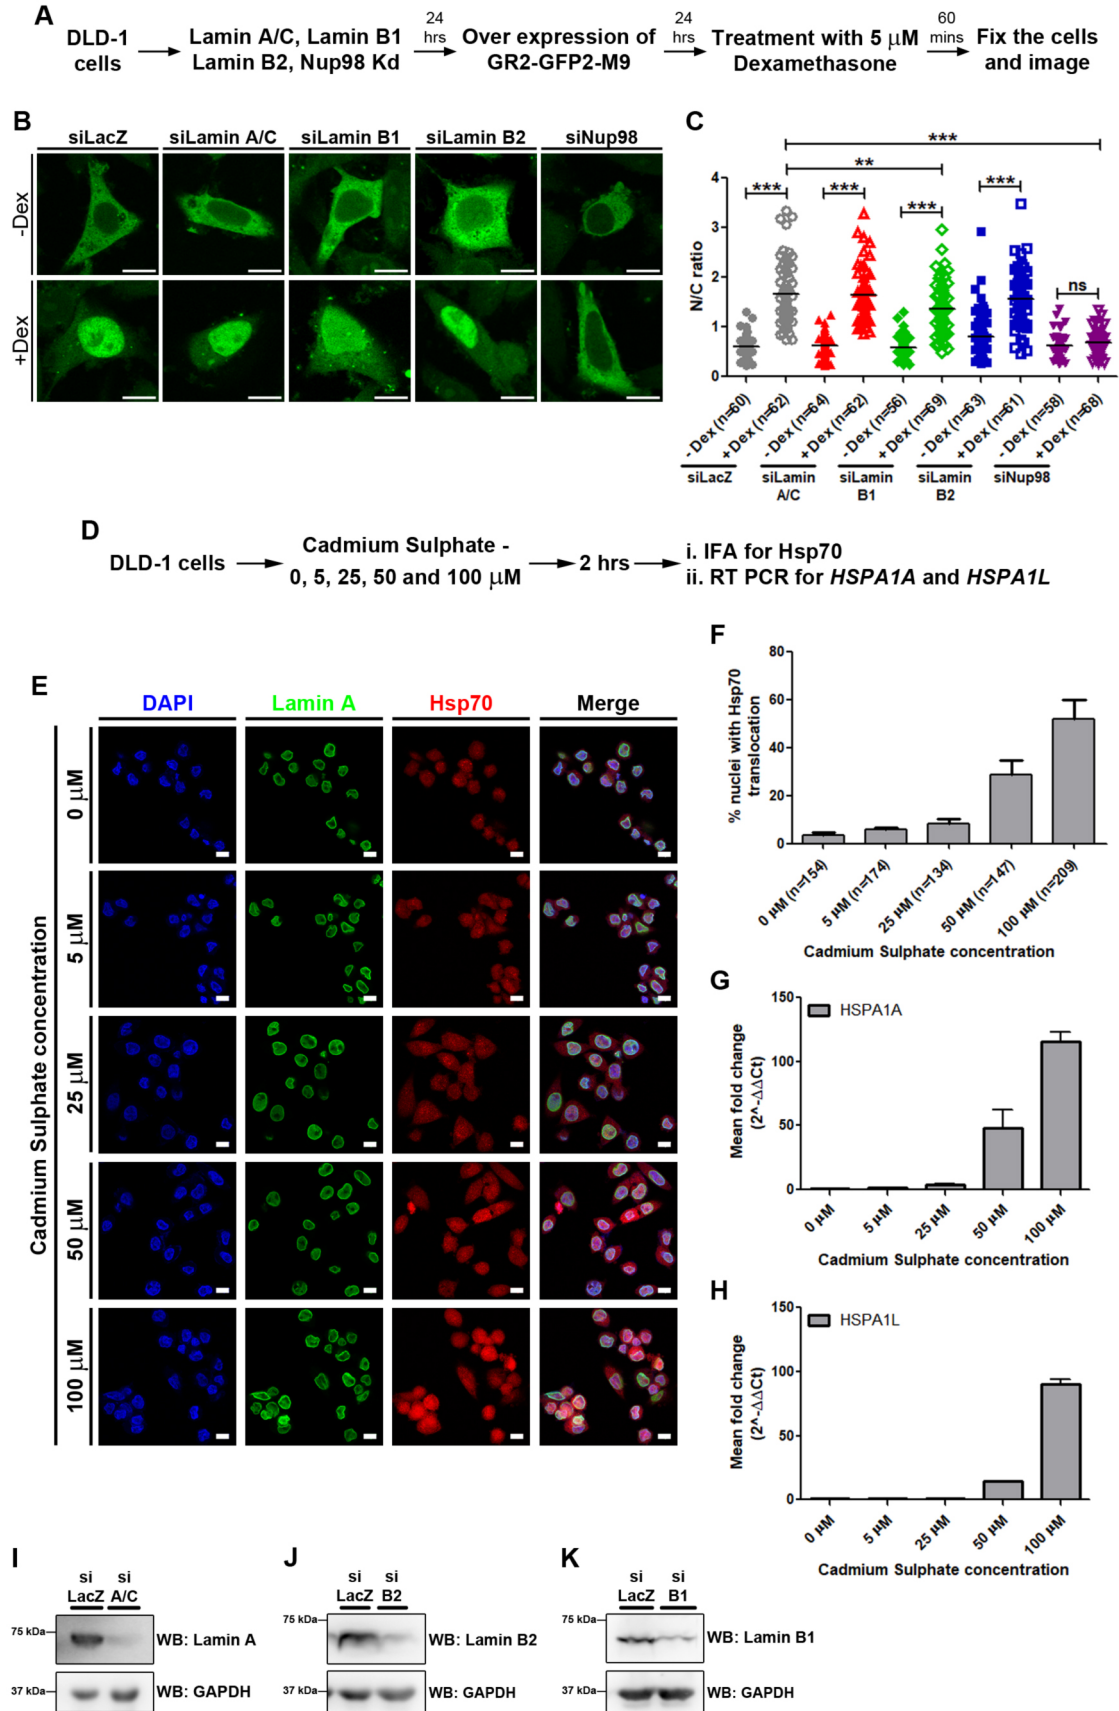 A
DLD-1
cells
Lamin A/C, Lamin B1
Lamin B2, Nup98 Kd
24
hrs
Over expression of
GR2-GFP2-M9
24
hrs
Treatment with 5 µM
Dexamethasone
60
mins
Fix the cells
and image
B
siLacZ siLamin A/C siLamin B1 siLamin B2 siNup98
-Dex
+Dex
C
***
**
*** *** *** *** ns
N/C ratio
4
3
2
1
0
- Dex (n=60)
+Dex (n=62)
- Dex (n=64)
+Dex (n=62)
- Dex (n=56)
+Dex (n=69)
- Dex (n=63)
+Dex (n=61)
- Dex (n=58)
+Dex (n=68)
siLacZ
siLamin
A/C
siLamin
B1
siLamin
B2
siNup98
D
DLD-1 cells
Cadmium Sulphate -
0, 5, 25, 50 and 100 µM
2 hrs
i. IFA for Hsp70
ii. RT PCR for HSPA1A and HSPA1L
E
DAPI Lamin A Hsp70 Merge
Cadmium Sulphate concentration
0 µM
5 µM
25 µM
50 µM
100 µM
F
% nuclei with Hsp70
translocation
80
60
40
20
0
0 µM (n=154)
5 µM (n=174)
25 µM (n=134)
50 µM (n=147)
100 µM (n=209)
Cadmium Sulphate concentration
G
HSPA1A
Mean fold change
(2^-ΔΔCt)
150
100
50
0
0 µM
5 µM
25 µM
50 µM
100 µM
Cadmium Sulphate concentration
H
HSPA1L
Mean fold change
(2^-ΔΔCt)
150
100
50
0
0 µM
5 µM
25 µM
50 µM
100 µM
Cadmium Sulphate concentration
I
si si
LacZ A/C
75 kDa
WB: Lamin A
37 kDa
WB: GAPDH
J
si si
LacZ B2
75 kDa
WB: Lamin B2
37 kDa
WB: GAPDH
K
si si
LacZ B1
75 kDa
WB: Lamin B1
37 kDa
WB: GAPDH